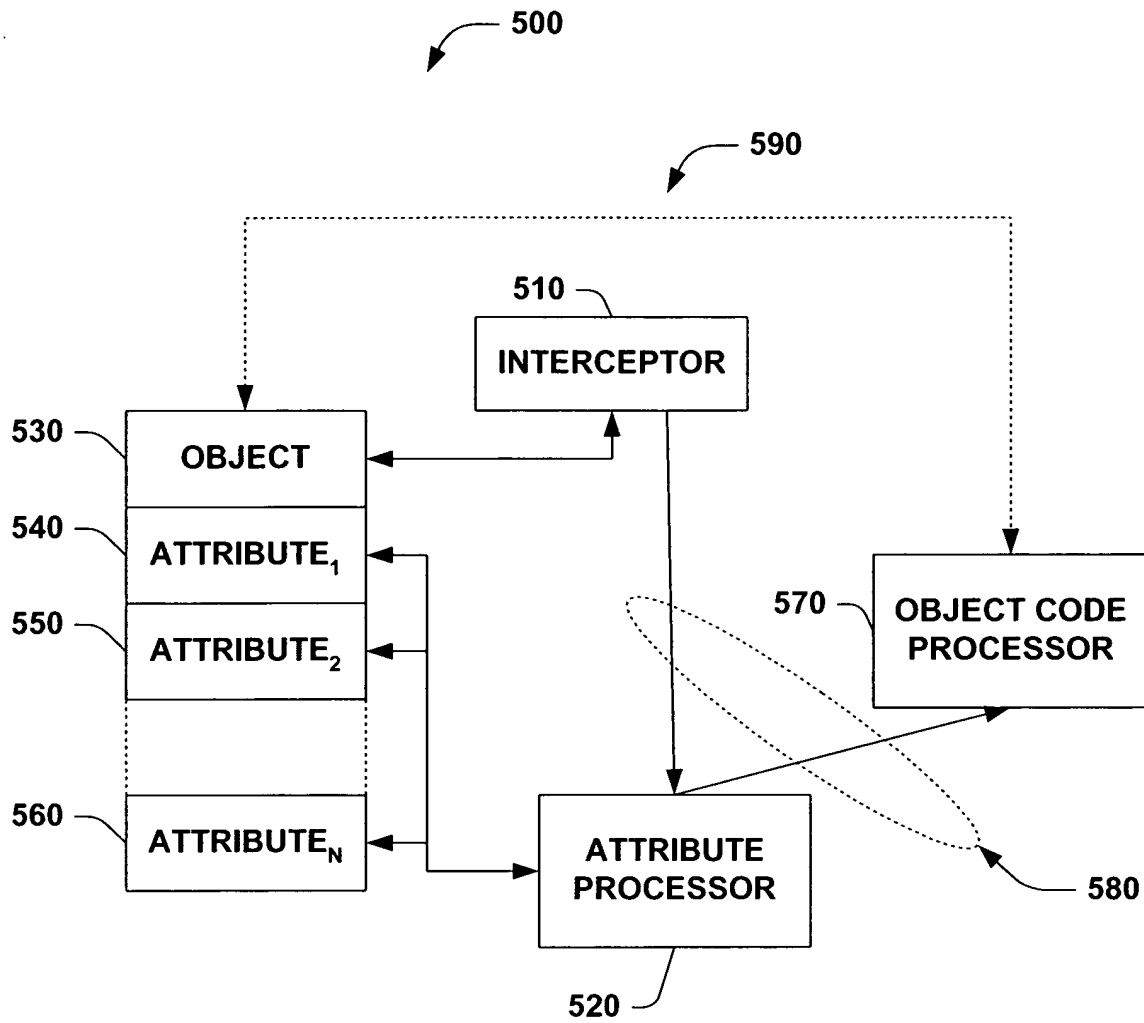 500
590
510
INTERCEPTOR
530
OBJECT
540
ATTRIBUTE₁
570
OBJECT CODE
PROCESSOR
550
ATTRIBUTE₂
560
ATTRIBUTE_N
ATTRIBUTE
PROCESSOR
580
520